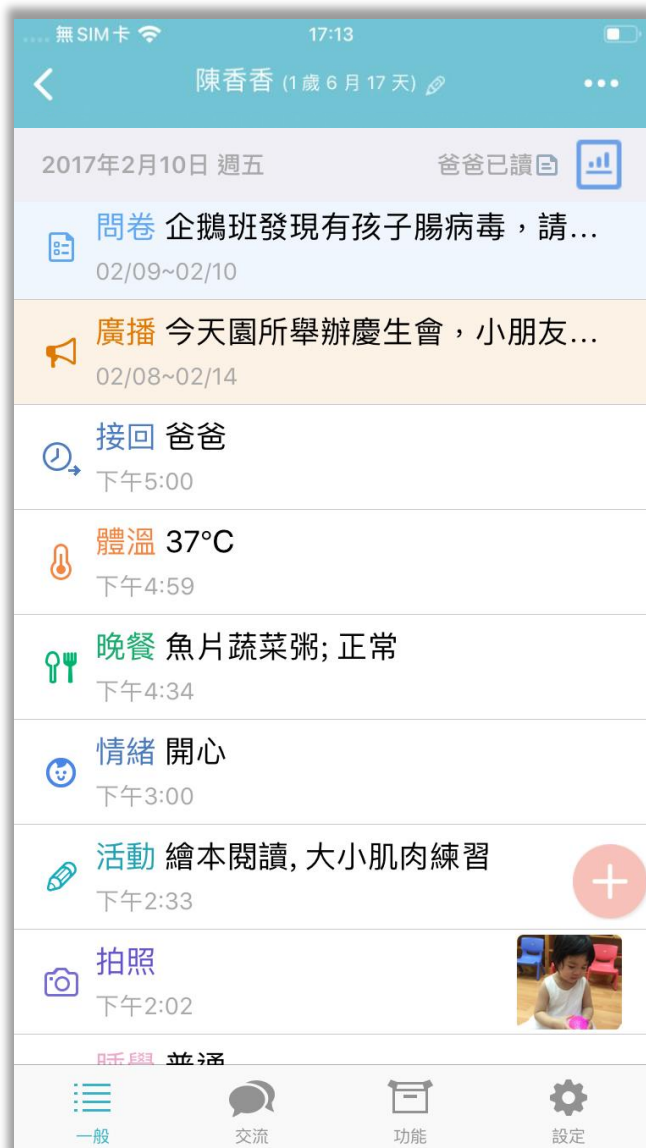 無SIM卡 17:13
陳香香 (1 歲 6 月 17 天)
2017年2月10日 週五 爸爸已讀
問卷 企鵝班發現有孩子腸病毒，請...
02/09~02/10
廣播 今天園所舉辦慶生會，小朋友...
02/08~02/14
接回 爸爸
下午5:00
體溫 37°C
下午4:59
晚餐 魚片蔬菜粥; 正常
下午4:34
情緒 開心
下午3:00
活動 繪本閱讀, 大小肌肉練習
下午2:33
拍照
下午2:02
睡覺 普通
一般 交流 功能 設定